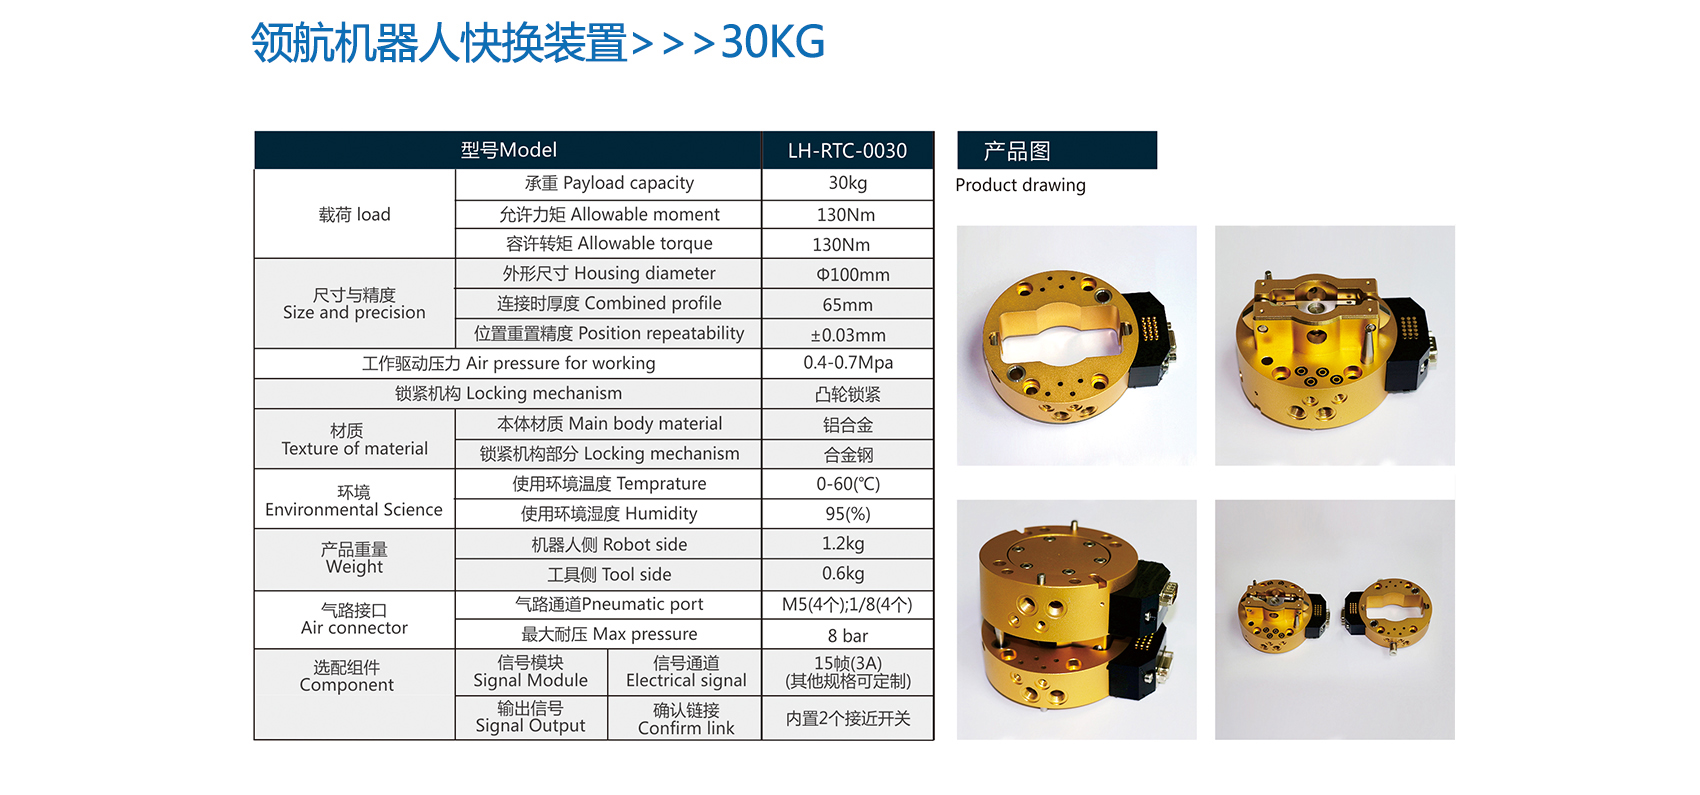 领航机器人快换装置>>>30KG
型号Model LH-RTC-0030
载荷 load
承重 Payload capacity 30kg
允许力矩 Allowable moment 130Nm
容许转矩 Allowable torque 130Nm
尺寸与精度
Size and precision
外形尺寸 Housing diameter Φ100mm
连接时厚度 Combined profile 65mm
位置重置精度 Position repeatability ±0.03mm
工作驱动压力 Air pressure for working 0.4-0.7Mpa
锁紧机构 Locking mechanism 凸轮锁紧
材质
Texture of material
本体材质 Main body material 铝合金
锁紧机构部分 Locking mechanism 合金钢
环境
Environmental Science
使用环境温度 Temprature 0-60(℃)
使用环境湿度 Humidity 95(%)
产品重量
Weight
机器人侧 Robot side 1.2kg
工具侧 Tool side 0.6kg
气路接口
Air connector
气路通道Pneumatic port M5(4个);1/8(4个)
最大耐压 Max pressure 8 bar
选配组件
Component
信号模块
Signal Module
信号通道
Electrical signal
15帧(3A)
(其他规格可定制)
输出信号
Signal Output
确认链接
Confirm link
内置2个接近开关
产品图
Product drawing